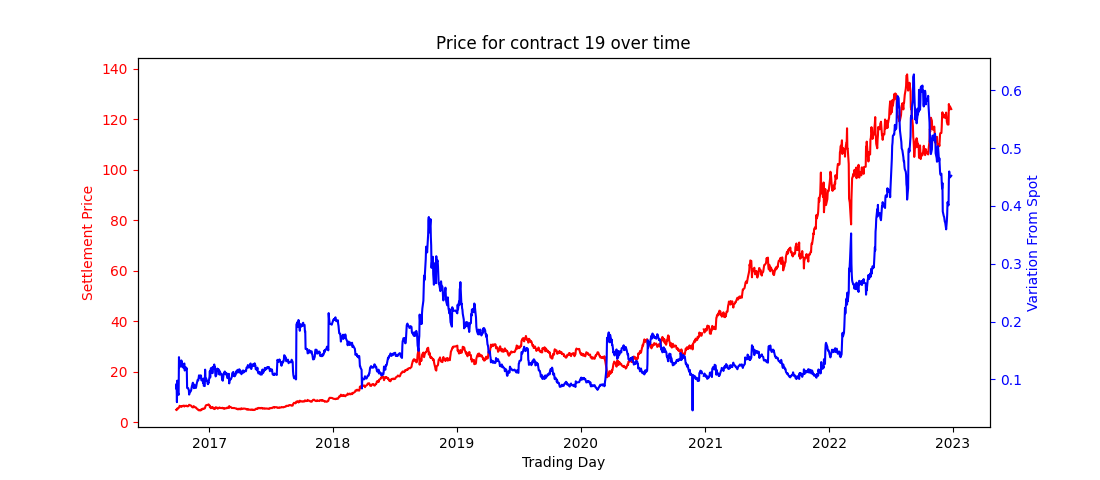 Price for contract 19 over time
140
120
100
80
60
40
20
0
Settlement Price
0.6
0.5
0.4
0.3
0.2
0.1
Variation From Spot
2017 2018 2019 2020 2021 2022 2023
Trading Day